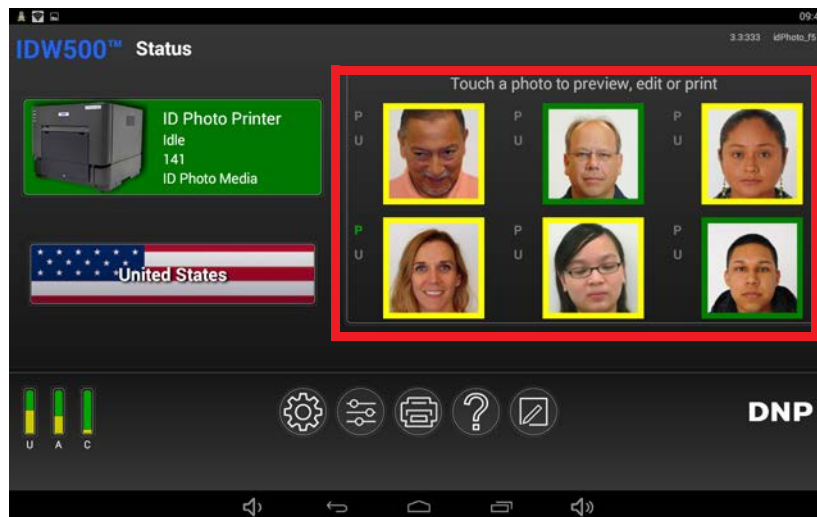 09:4
IDW500™ Status
3.3:333 idPhoto_f5
Touch a photo to preview, edit or print
ID Photo Printer
Idle
141
ID Photo Media
P
U
P
U
P
U
United States
P
U
P
U
P
U
U A C
DNP